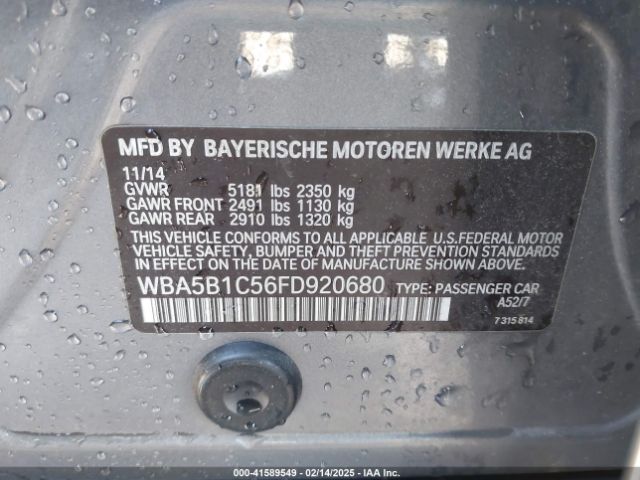 MFD BY BAYERISCHE MOTOREN WERKE AG
11/14
GVWR 5181 lbs 2350 kg
GAWR FRONT 2491 lbs 1130 kg
GAWR REAR 2910 lbs 1320 kg
THIS VEHICLE CONFORMS TO ALL APPLICABLE U.S.FEDERAL MOTOR
VEHICLE SAFETY, BUMPER AND THEFT PREVENTION STANDARDS
IN EFFECT ON THE DATE OF MANUFACTURE SHOWN ABOVE.
WBA5B1C56FD920680 TYPE: PASSENGER CAR
A52/7
7 315 814
000-41589549 - 02/14/2025 - IAA Inc.